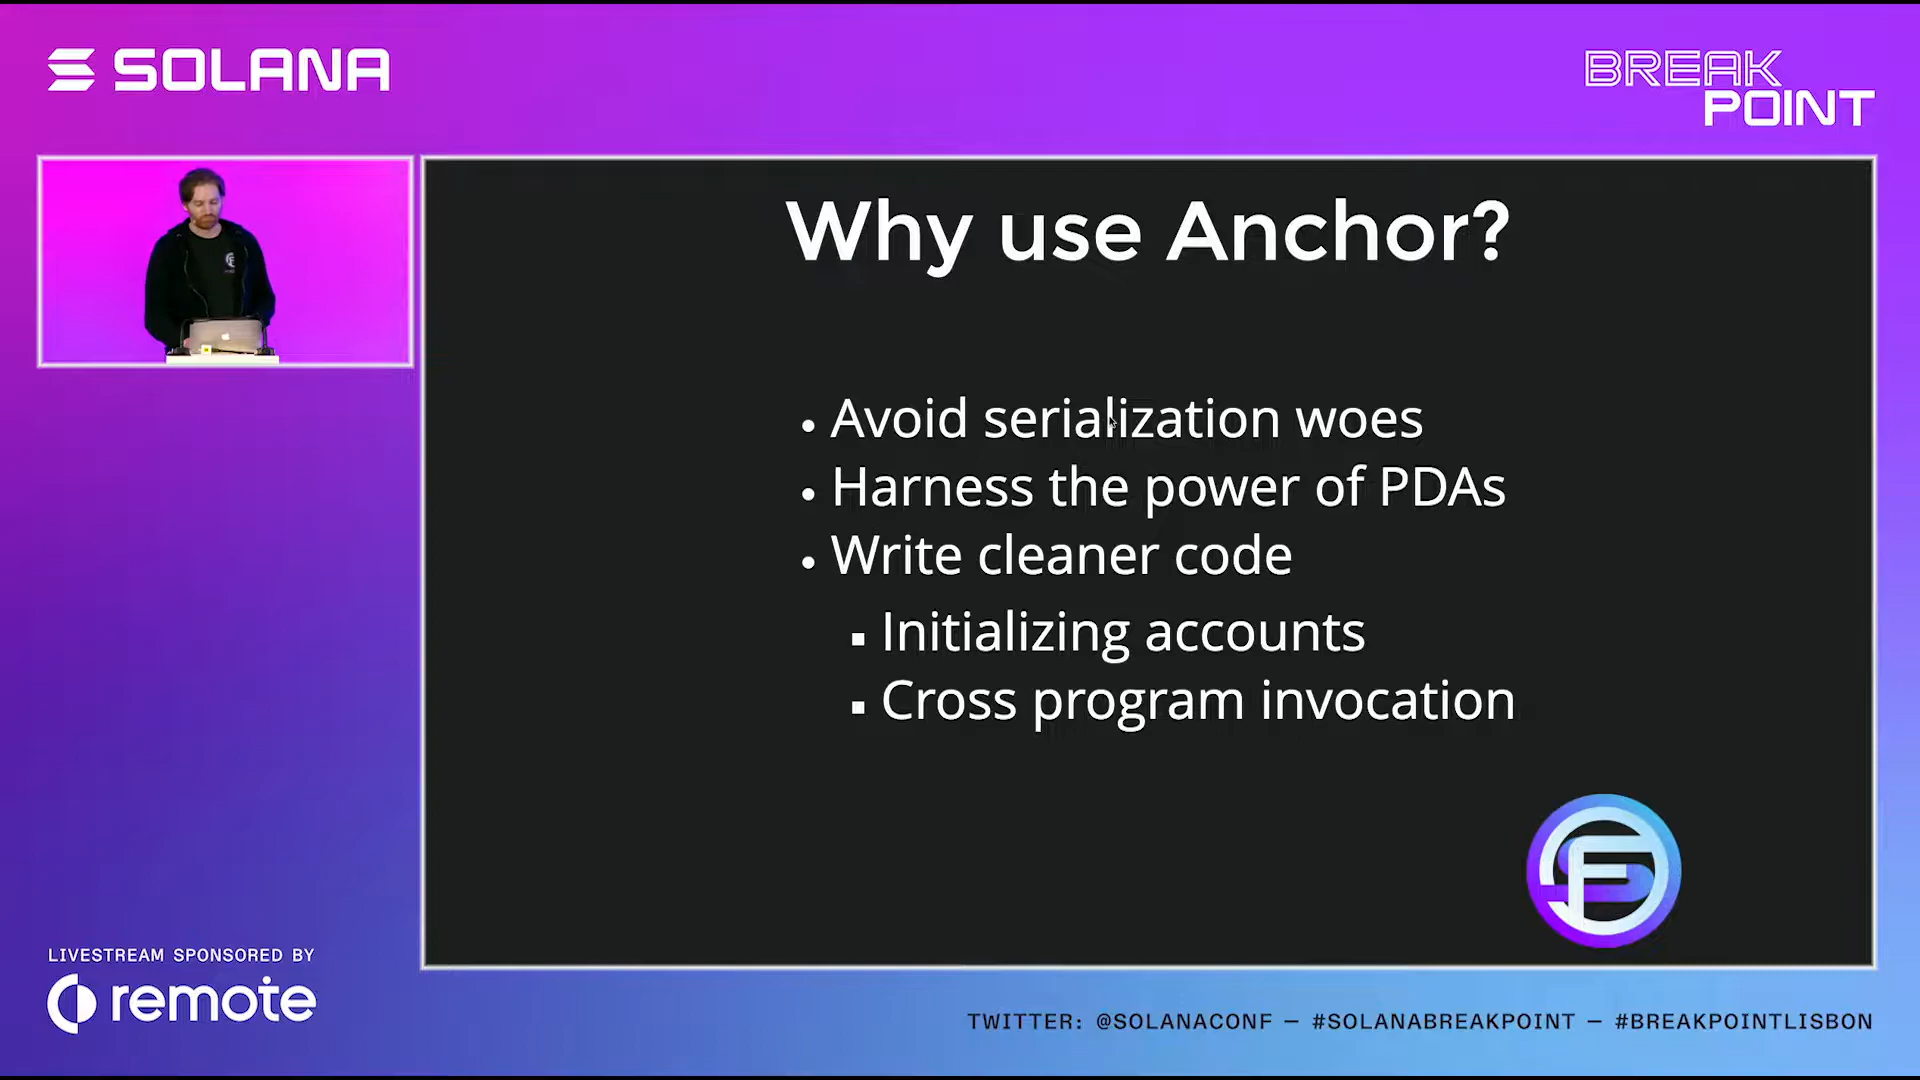 SOLANA
BREAK
POINT
Why use Anchor?
• Avoid serialization woes
• Harness the power of PDAs
• Write cleaner code
▪ Initializing accounts
▪ Cross program invocation
LIVESTREAM SPONSORED BY
remote
TWITTER: @SOLANACONF – #SOLANABREAKPOINT – #BREAKPOINTLISBON